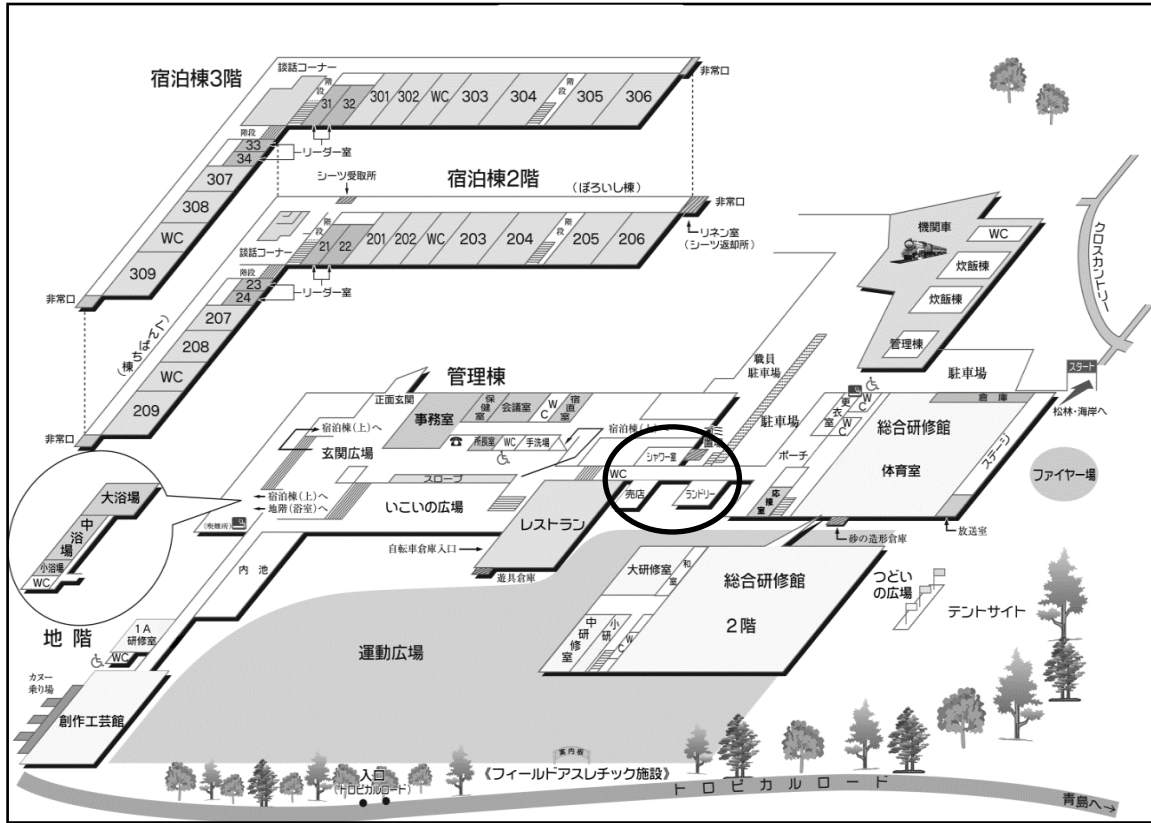 宿泊棟3階
談話コーナー
階段
31
32
301
302
WC
303
304
階段
305
306
非常口
リーダー室
階段
33
34
307
308
WC
309
非常口
シーツ受取所
宿泊棟2階
(ぼろいし棟)
非常口
リネン室
(シーツ返却所)
談話コーナー
階段
21
22
201
202
WC
203
204
階段
205
206
リーダー室
階段
23
24
207
208
WC
209
(くんぱち棟)
非常口
機関車
WC
炊飯棟
炊飯棟
管理棟
クロスカントリー
駐車場
スタート
松林・海岸へ
職員
駐車場
駐車場
管理棟
正面玄関
事務室
保健室
会議室
WC
宿直室
宿泊棟(上)へ
玄関広場
所長室
WC
手洗場
宿泊棟(上)へ
シャワー室
スロープ
宿泊棟(上)へ
地階(浴室)へ
いこいの広場
(喫煙所)
レストラン
WC
売店
ランドリー
自転車倉庫入口
遊具倉庫
内池
ポーチ
更衣室
WC
WC
総合研修館
体育室
倉庫
ステージ
応接室
放送室
砂の造形倉庫
ファイヤー場
大浴場
中浴場
小浴場
WC
地階
1A
研修室
WC
カヌー
乗り場
創作工芸館
運動広場
大研修室
和室
総合研修館
2階
中研修室
小研
WC
つどい
の広場
テントサイト
案内板
入口
(トロピカルロード)
《フィールドアスレチック施設》
トロピカルロード
青島へ→